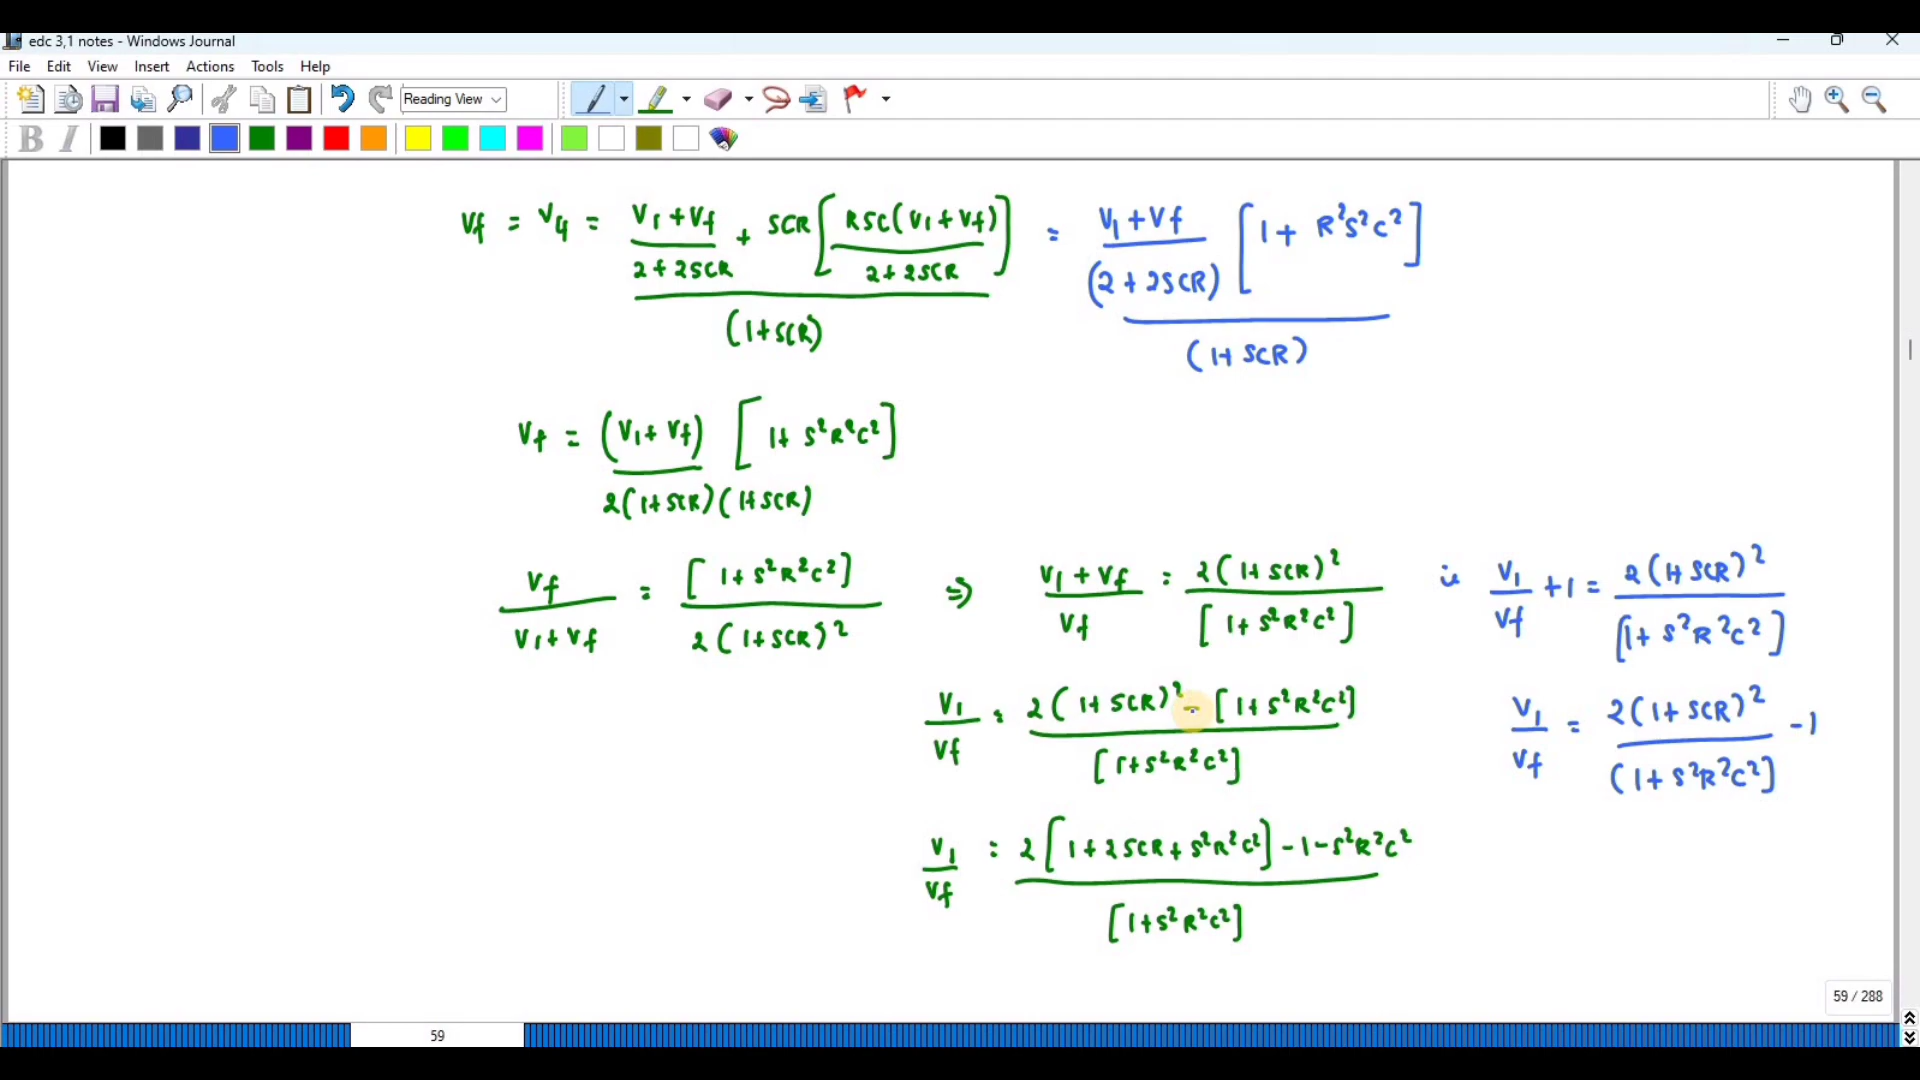 edc 3,1 notes - Windows Journal
File Edit View Insert Actions Tools Help
Reading View
B I
Vf = V4 = (V1+Vf)/(2+2SCR) + SCR[RSC(V1+Vf)/(2+2SCR)] / (1+SCR) = (V1+Vf)/(2+2SCR) [1+ R²S²C²] / (1+SCR)
Vf = (V1+Vf)/2(1+SCR)(1+SCR) [1+ S²R²C²]
Vf/(V1+Vf) = [1+S²R²C²]/2(1+SCR)² ⇒ (V1+Vf)/Vf = 2(1+SCR)²/[1+S²R²C²] ie V1/Vf +1 = 2(1+SCR)²/[1+S²R²C²]
V1/Vf = 2(1+SCR)² - [1+S²R²C²] / [1+S²R²C²] V1/Vf = 2(1+SCR)²/(1+S²R²C²] -1
V1/Vf = 2[1+2SCR+S²R²C²]-1-S²R²C² / [1+S²R²C²]
59 / 288
59